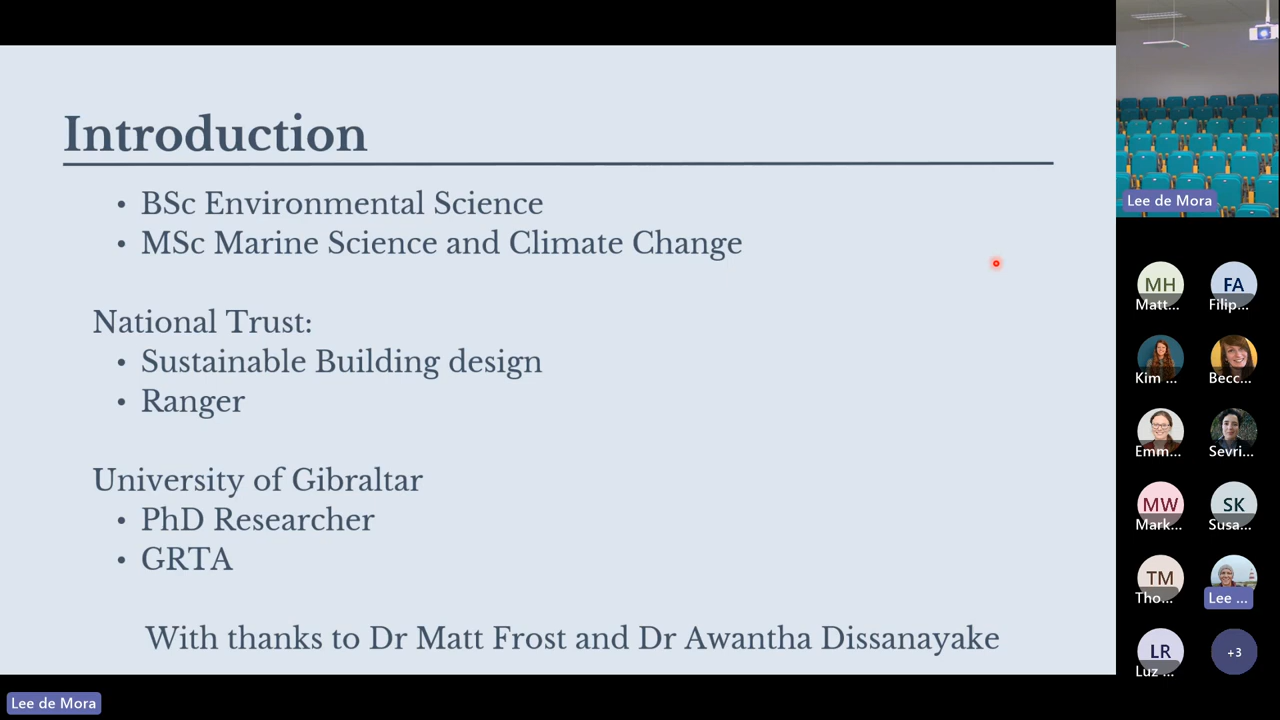 Introduction
• BSc Environmental Science
• MSc Marine Science and Climate Change
National Trust:
• Sustainable Building design
• Ranger
University of Gibraltar
• PhD Researcher
• GRTA
With thanks to Dr Matt Frost and Dr Awantha Dissanayake
Lee de Mora
Lee de Mora
MH
FA
Matt...
Filip...
Kim ...
Becc...
Emm...
Sevri...
MW
SK
Mark...
Susa...
TM
Tho...
Lee ...
LR
+3
Luz ...